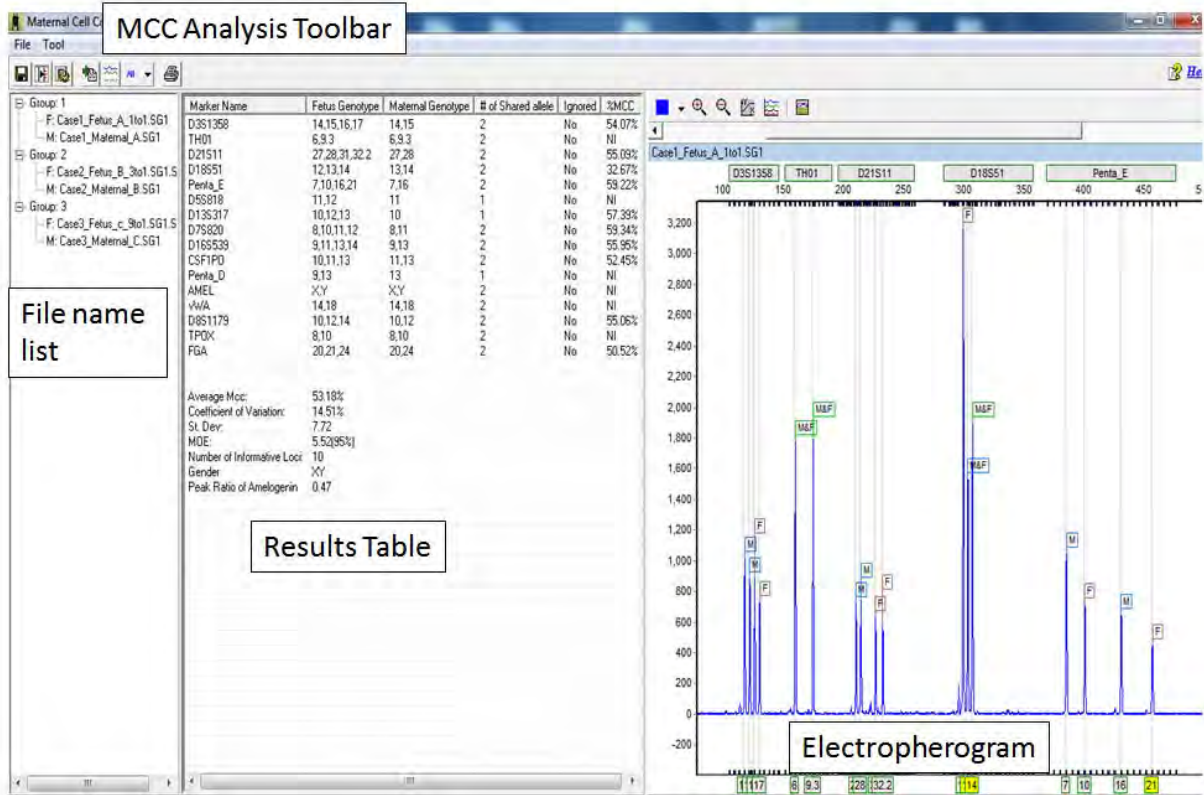 Maternal Cell
MCC Analysis Toolbar
File Tool
Group: 1
F: Case1_Fetus_A_1to1.SG1
M: Case1_Maternal_A.SG1
Group: 2
F: Case2_Fetus_B_3to1.SG1.S
M: Case2_Maternal_B.SG1
Group: 3
F: Case3_Fetus_c_9to1.SG1.S
M: Case3_Maternal_C.SG1
File name
list
Marker Name Fetus Genotype Maternal Genotype # of Shared allele Ignored %MCC
D3S1358 14,15,16,17 14,15 2 No 54.07%
TH01 6,9.3 6,9.3 2 No NI
D21S11 27,28,31,32.2 27,28 2 No 55.09%
D18S51 12,13,14 13,14 2 No 32.67%
Penta_E 7,10,16,21 7,16 2 No 59.22%
D5S818 11,12 11 1 No NI
D13S317 10,12,13 10 1 No 57.39%
D7S820 8,10,11,12 8,11 2 No 59.34%
D16S539 9,11,13,14 9,13 2 No 55.95%
CSF1PO 10,11,13 11,13 2 No 52.45%
Penta_D 9,13 13 1 No NI
AMEL X,Y X,Y 2 No NI
vWA 14,18 14,18 2 No NI
D8S1179 10,12,14 10,12 2 No 55.06%
TPOX 8,10 8,10 2 No NI
FGA 20,21,24 20,24 2 No 50.52%
Average Mcc: 53.18%
Coefficient of Variation: 14.51%
St. Dev: 7.72
MOE: 5.52(95%)
Number of Informative Loci: 10
Gender XY
Peak Ratio of Amelogenin 0.47
Results Table
Case1_Fetus_A_1to1.SG1
D3S1358 TH01 D21S11 D18S51 Penta_E
100 150 200 250 300 350 400 450
3,200
3,000
2,800
2,600
2,400
2,200
2,000
1,800
1,600
1,400
1,200
1,000
800
600
400
200
0
-200
F
M&F M&F
M&F
M&F
F
M M
M F
M F
M F
F
M
F
M
F
Electropherogram
6 9.3 28 32.2 14 7 10 16 21